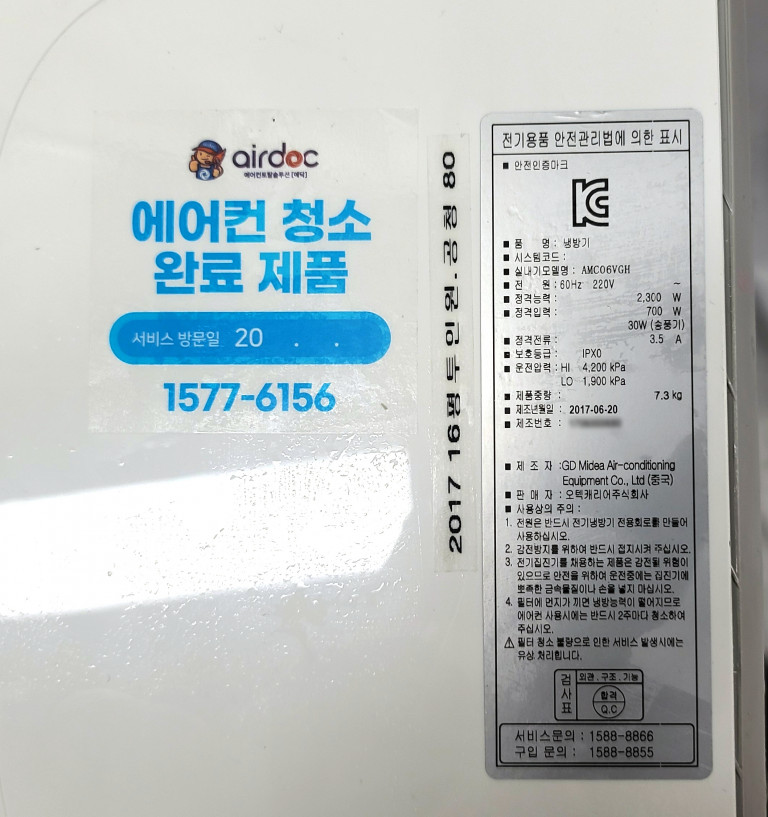 airdoc
에어컨토탈솔루션 [에닥]
에어컨 청소
완료 제품
서비스 방문일 20 . .
1577-6156
2017 16평 투인원.공청 80
전기용품 안전관리법에 의한 표시
■ 안전인증마크
■ 품 명 : 냉방기
■ 시스템코드 :
■ 실내기모델명 : AMC06VGH
■ 전 원 : 60Hz 220V ~
■ 정격능력 : 2,300 W
■ 정격입력 : 700 W
30W (송풍기)
■ 정격전류 : 3.5 A
■ 보호등급 : IPX0
■ 운전압력 : HI 4,200 kPa
LO 1,900 kPa
■ 제품중량 : 7.3 kg
■ 제조년월일 : 2017-06-20
■ 제조번호 :
■ 제 조 자 : GD Midea Air-conditioning
Equipment Co., Ltd (중국)
■ 판 매 자 : 오텍캐리어주식회사
■ 사용상의 주의 :
1. 전원은 반드시 전기냉방기 전용회로를 만들어
사용하십시오.
2. 감전방지를 위하여 반드시 접지시켜 주십시오.
3. 전기집진기를 채용하는 제품은 감전될 위험이
있으므로 안전을 위하여 운전중에는 집진기에
뾰족한 금속물질이나 손을 넣지 마십시오.
4. 필터에 먼지가 끼면 냉방능력이 떨어지므로
에어컨 사용시에는 반드시 2주마다 청소하여
주십시오.
⚠ 필터 청소 불량으로 인한 서비스 발생시에는
유상 처리됩니다.
검사표
외관 . 구조 . 기능
합격
Q.C
서비스문의 : 1588-8866
구입 문의 : 1588-8855